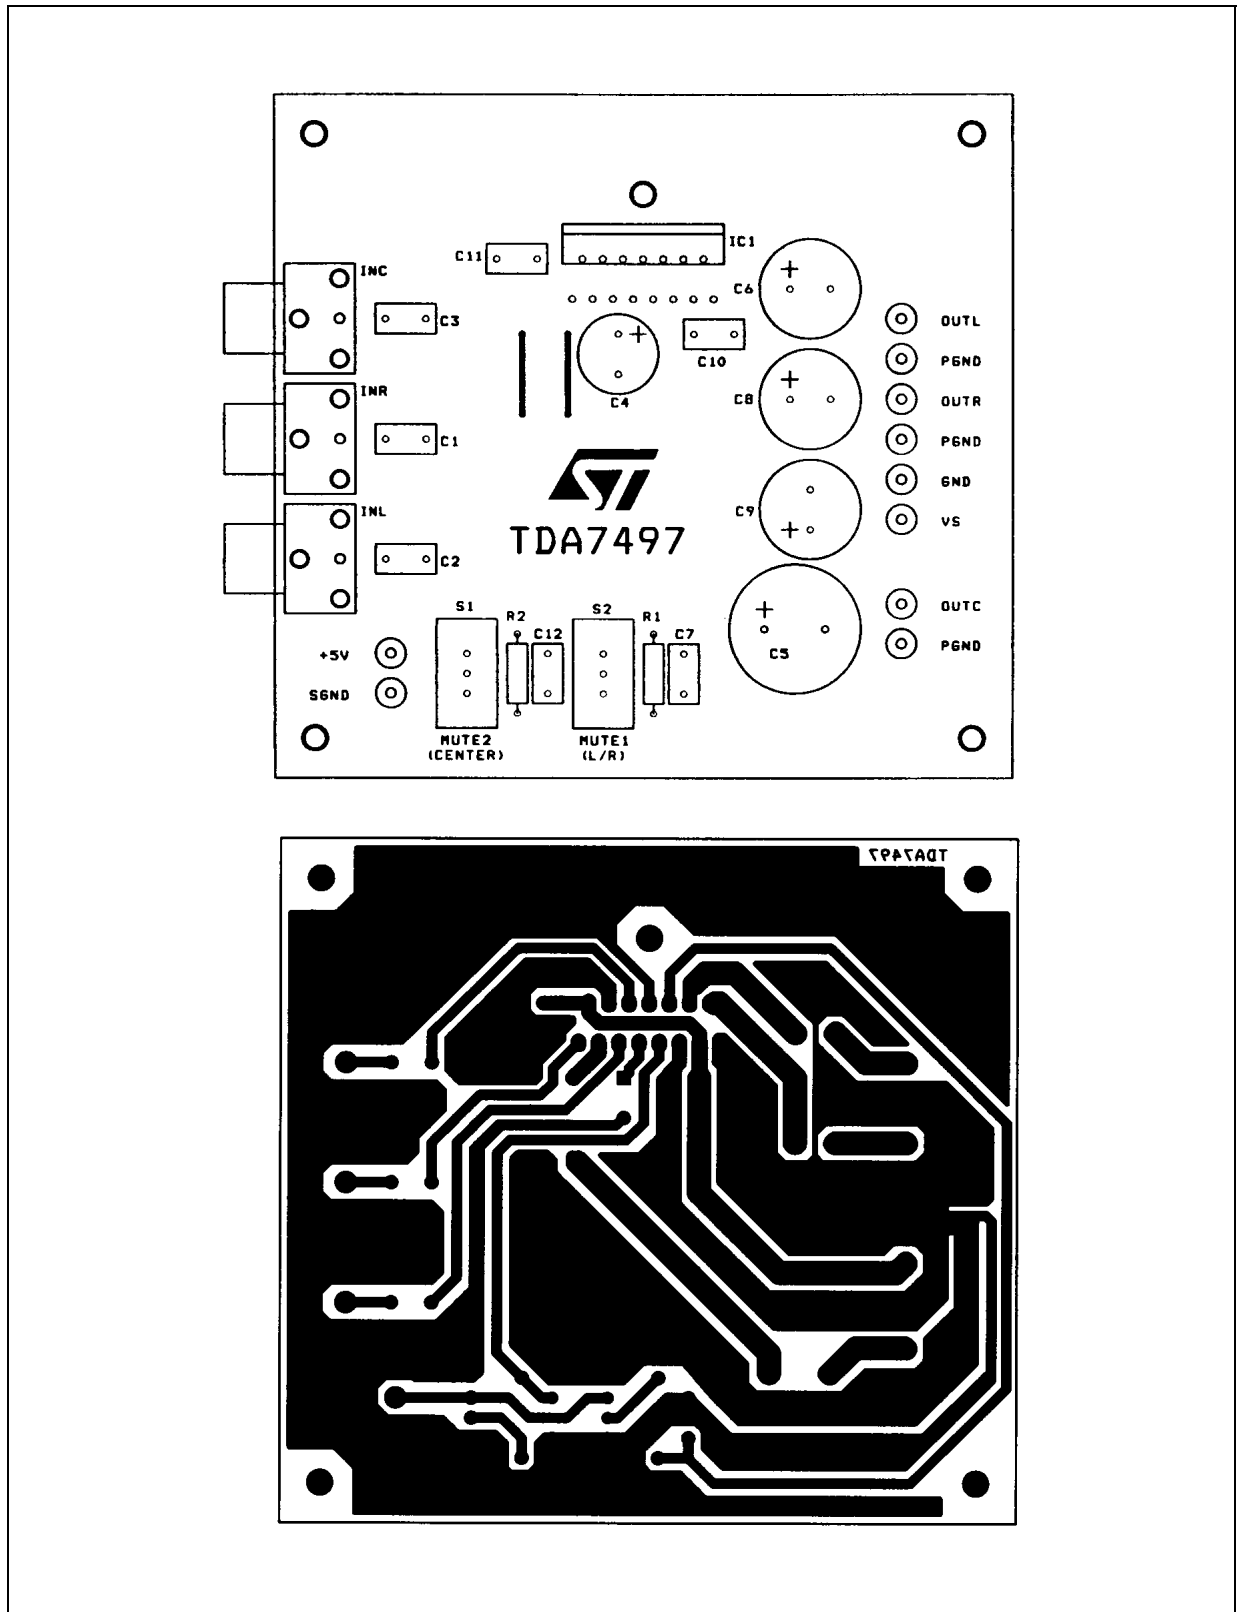 IC1
C11
INC
C6
C3
OUTL
C10
PGND
INR
C4
C8
OUTR
C1
PGND
ST
GND
INL
C9
VS
TDA7497
C2
S1
R2
C12
S2
R1
C7
OUTC
+5V
C5
PGND
SGND
MUTE2
(CENTER)
MUTE1
(L/R)
TDA7497